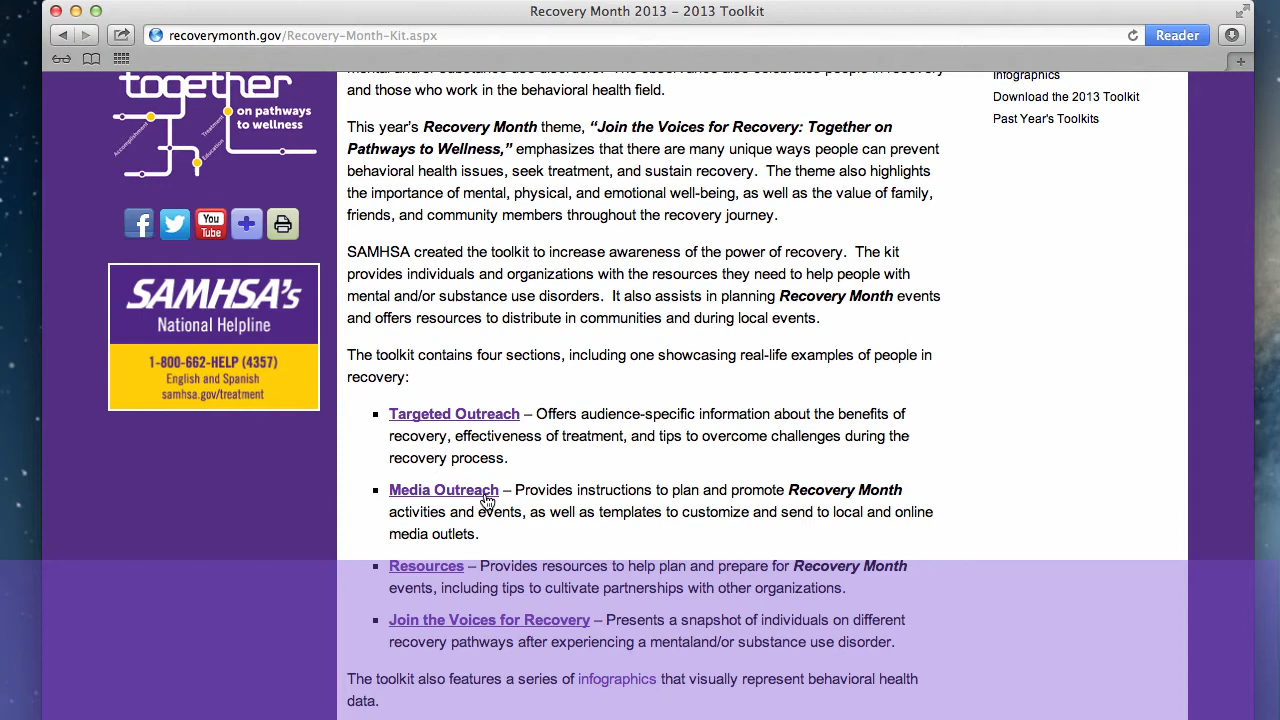 Recovery Month 2013 – 2013 Toolkit
recoverymonth.gov/Recovery-Month-Kit.aspx
Reader
together
on pathways
to wellness
Accomplishment
Treatment
Education
You
Tube
SAMHSA's
National Helpline
1-800-662-HELP (4357)
English and Spanish
samhsa.gov/treatment
and those who work in the behavioral health field.
This year's Recovery Month theme, “Join the Voices for Recovery: Together on
Pathways to Wellness,” emphasizes that there are many unique ways people can prevent
behavioral health issues, seek treatment, and sustain recovery. The theme also highlights
the importance of mental, physical, and emotional well-being, as well as the value of family,
friends, and community members throughout the recovery journey.
SAMHSA created the toolkit to increase awareness of the power of recovery. The kit
provides individuals and organizations with the resources they need to help people with
mental and/or substance use disorders. It also assists in planning Recovery Month events
and offers resources to distribute in communities and during local events.
The toolkit contains four sections, including one showcasing real-life examples of people in
recovery:
Targeted Outreach – Offers audience-specific information about the benefits of
recovery, effectiveness of treatment, and tips to overcome challenges during the
recovery process.
Media Outreach – Provides instructions to plan and promote Recovery Month
activities and events, as well as templates to customize and send to local and online
media outlets.
Resources – Provides resources to help plan and prepare for Recovery Month
events, including tips to cultivate partnerships with other organizations.
Join the Voices for Recovery – Presents a snapshot of individuals on different
recovery pathways after experiencing a mentaland/or substance use disorder.
The toolkit also features a series of infographics that visually represent behavioral health
data.
Infographics
Download the 2013 Toolkit
Past Year's Toolkits